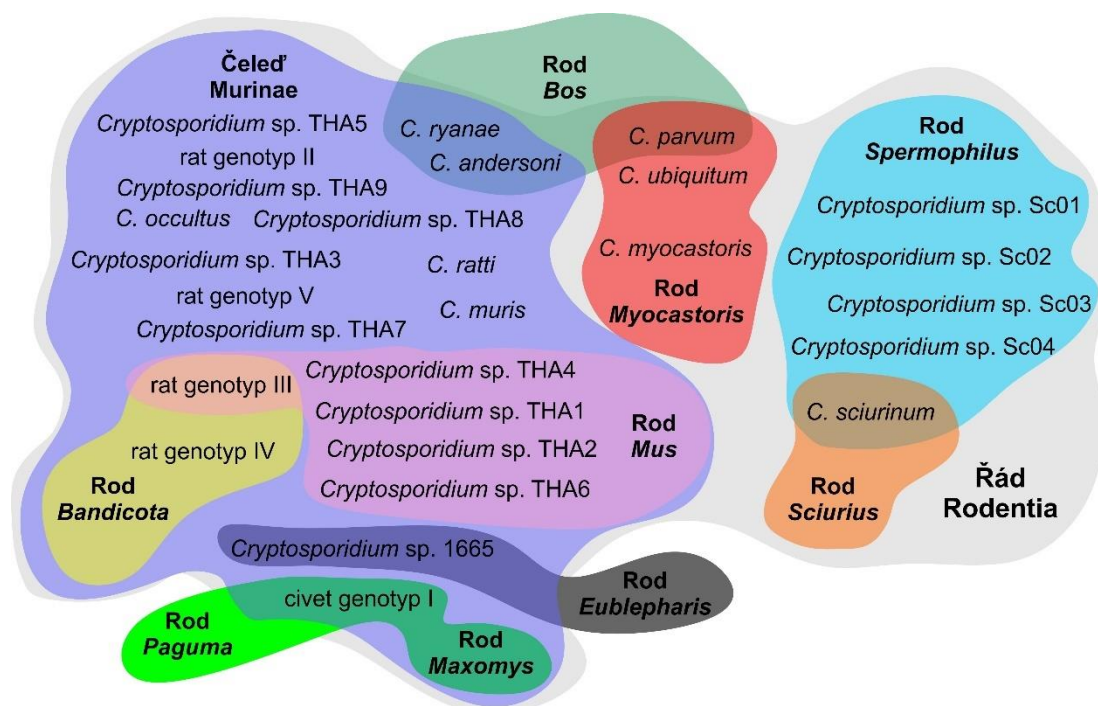 Čeleď
Murinae
Cryptosporidium sp. THA5
rat genotyp II
Cryptosporidium sp. THA9
C. occultus
Cryptosporidium sp. THA8
Cryptosporidium sp. THA3
C. ratti
rat genotyp V
C. muris
Cryptosporidium sp. THA7
Rod
Bos
C. ryanae
C. andersoni
C. parvum
C. ubiquitum
C. myocastoris
Rod
Myocastoris
Rod
Spermophilus
Cryptosporidium sp. Sc01
Cryptosporidium sp. Sc02
Cryptosporidium sp. Sc03
Cryptosporidium sp. Sc04
C. sciurinum
Rod
Sciurius
Řád
Rodentia
rat genotyp III
rat genotyp IV
Rod
Bandicota
Cryptosporidium sp. THA4
Cryptosporidium sp. THA1
Cryptosporidium sp. THA2
Cryptosporidium sp. THA6
Rod
Mus
Cryptosporidium sp. 1665
Rod
Eublepharis
civet genotyp I
Rod
Paguma
Rod
Maxomys